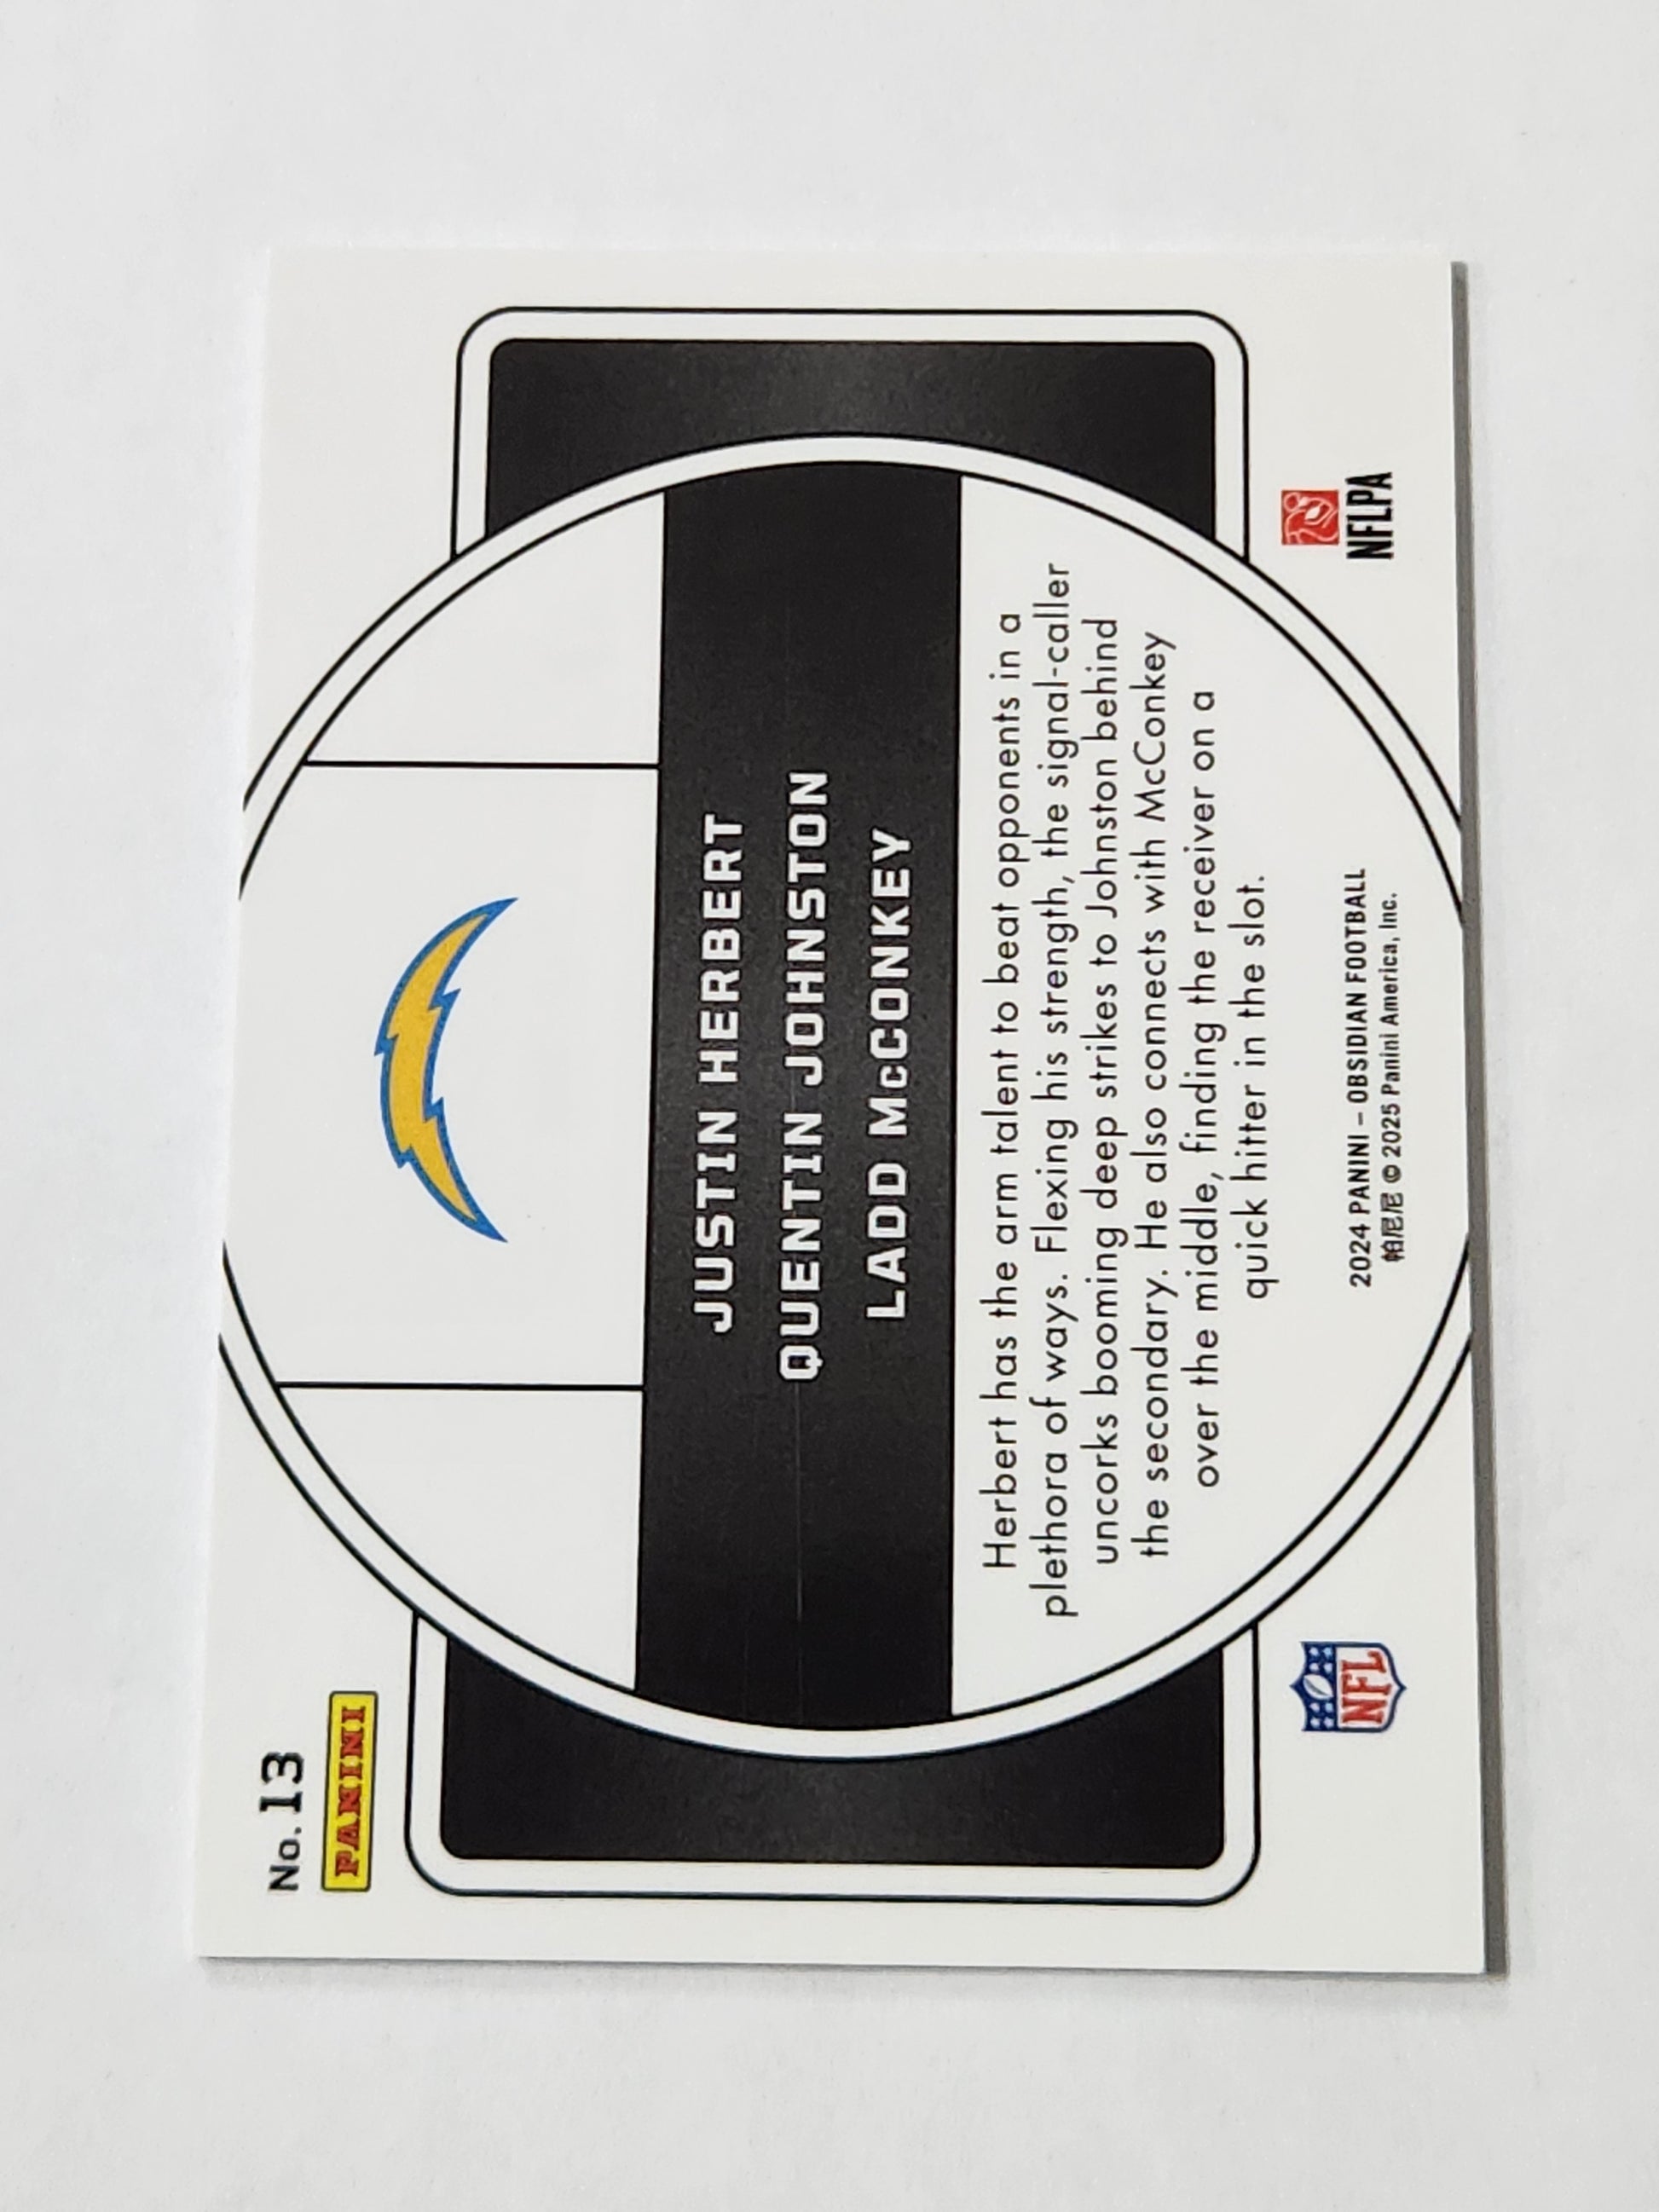 No. 13
PANINI
JUSTIN HERBERT
QUENTIN JOHNSTON
LADD McCONKEY
Herbert has the arm talent to beat opponents in a
plethora of ways. Flexing his strength, the signal-caller
uncorks booming deep strikes to Johnston behind
the secondary. He also connects with McConkey
over the middle, finding the receiver on a
quick hitter in the slot.
NFL
2024 PANINI – OBSIDIAN FOOTBALL
帕尼尼 © 2025 Panini America, Inc.
NFLPA